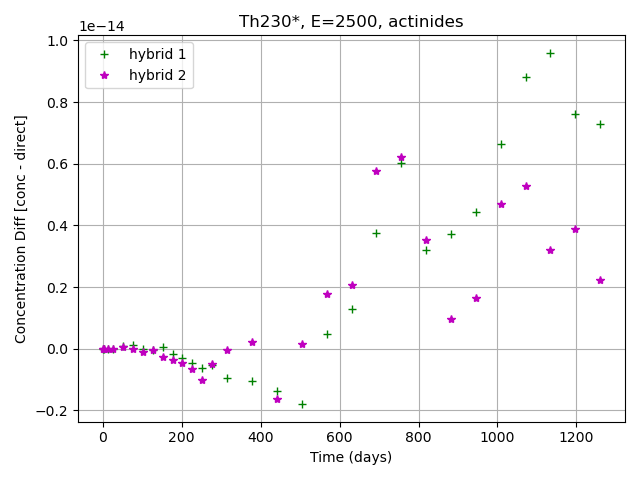 Th230*, E=2500, actinides
1e−14
hybrid 1
hybrid 2
1.0
0.8
0.6
0.4
0.2
0.0
−0.2
Concentration Diff [conc - direct]
0 200 400 600 800 1000 1200
Time (days)